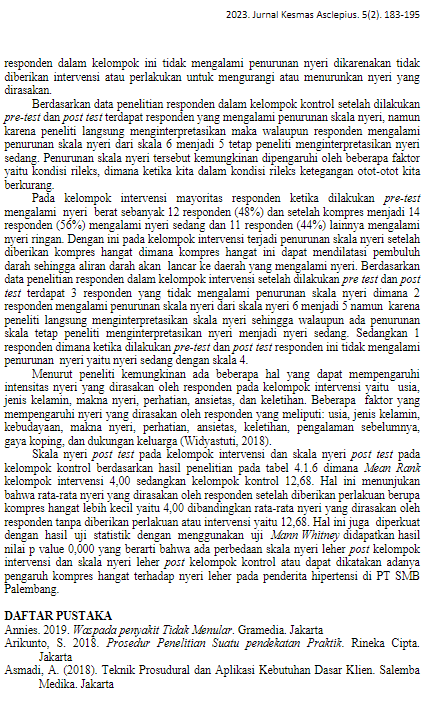 2023. Jurnal Kesmas Asclepius. 5(2). 183-195
responden dalam kelompok ini tidak mengalami penurunan nyeri dikarenakan tidak
diberikan intervensi atau perlakuan untuk mengurangi atau menurunkan nyeri yang
dirasakan.
Berdasarkan data penelitian responden dalam kelompok kontrol setelah dilakukan
pre-test dan post test terdapat responden yang mengalami penurunan skala nyeri, namun
karena peneliti langsung menginterpretasikan maka walaupun responden mengalami
penurunan skala nyeri dari skala 6 menjadi 5 tetap peneliti menginterpretasikan nyeri
sedang. Penurunan skala nyeri tersebut kemungkinan dipengaruhi oleh beberapa faktor
yaitu kondisi rileks, dimana ketika kita dalam kondisi rileks ketegangan otot-otot kita
berkurang.
Pada kelompok intervensi mayoritas responden ketika dilakukan pre-test
mengalami nyeri berat sebanyak 12 responden (48%) dan setelah kompres menjadi 14
responden (56%) mengalami nyeri sedang dan 11 responden (44%) lainnya mengalami
nyeri ringan. Dengan ini pada kelompok intervensi terjadi penurunan skala nyeri setelah
diberikan kompres hangat dimana kompres hangat ini dapat mendilatasi pembuluh
darah sehingga aliran darah akan lancar ke daerah yang mengalami nyeri. Berdasarkan
data penelitian responden dalam kelompok intervensi setelah dilakukan pre test dan post
test terdapat 3 responden yang tidak mengalami penurunan skala nyeri dimana 2
responden mengalami penurunan skala nyeri dari skala nyeri 6 menjadi 5 namun karena
peneliti langsung menginterpretasikan skala nyeri sehingga walaupun ada penurunan
skala tetap peneliti menginterpretasikan nyeri menjadi nyeri sedang. Sedangkan 1
responden dimana ketika dilakukan pre-test dan post test responden ini tidak mengalami
penurunan nyeri yaitu nyeri sedang dengan skala 4.
Menurut peneliti kemungkinan ada beberapa hal yang dapat mempengaruhi
intensitas nyeri yang dirasakan oleh responden pada kelompok intervensi yaitu usia,
jenis kelamin, makna nyeri, perhatian, ansietas, dan keletihan. Beberapa faktor yang
mempengaruhi nyeri yang dirasakan oleh responden yang meliputi: usia, jenis kelamin,
kebudayaan, makna nyeri, perhatian, ansietas, keletihan, pengalaman sebelumnya,
gaya koping, dan dukungan keluarga (Widyastuti, 2018).
Skala nyeri post test pada kelompok intervensi dan skala nyeri post test pada
kelompok kontrol berdasarkan hasil penelitian pada tabel 4.1.6 dimana Mean Rank
kelompok intervensi 4,00 sedangkan kelompok kontrol 12,68. Hal ini menunjukan
bahwa rata-rata nyeri yang dirasakan oleh responden setelah diberikan perlakuan berupa
kompres hangat lebih kecil yaitu 4,00 dibandingkan rata-rata nyeri yang dirasakan oleh
responden tanpa diberikan perlakuan atau intervensi yaitu 12,68. Hal ini juga diperkuat
dengan hasil uji statistik dengan menggunakan uji Mann Whitney didapatkan hasil
nilai p value 0,000 yang berarti bahwa ada perbedaan skala nyeri leher post kelompok
intervensi dan skala nyeri leher post kelompok kontrol atau dapat dikatakan adanya
pengaruh kompres hangat terhadap nyeri leher pada penderita hipertensi di PT SMB
Palembang.
DAFTAR PUSTAKA
Annies. 2019. Waspada penyakit Tidak Menular. Gramedia. Jakarta
Arikunto, S. 2018. Prosedur Penelitian Suatu pendekatan Praktik. Rineka Cipta.
Jakarta
Asmadi, A. (2018). Teknik Prosudural dan Aplikasi Kebutuhan Dasar Klien. Salemba
Medika. Jakarta